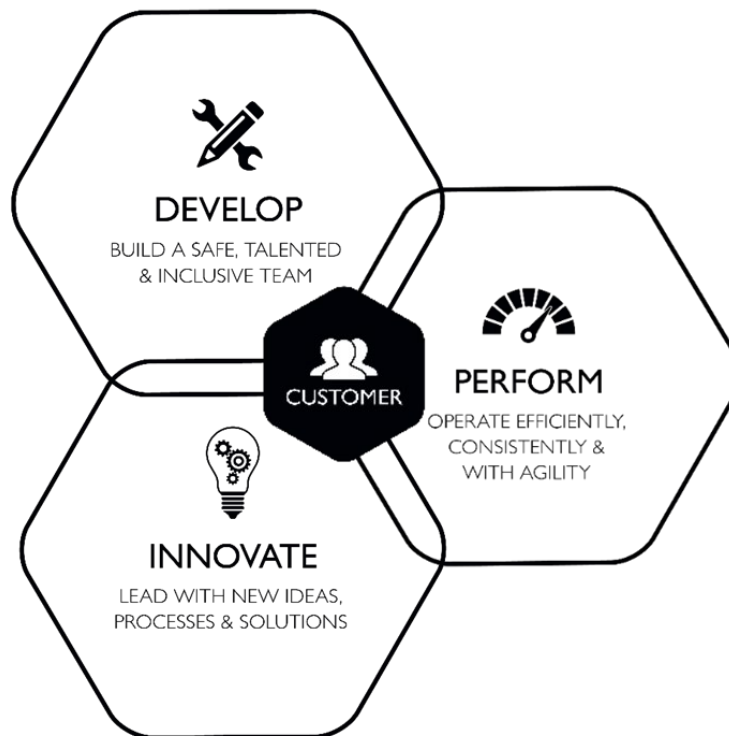 DEVELOP
BUILD A SAFE, TALENTED
& INCLUSIVE TEAM
CUSTOMER
PERFORM
OPERATE EFFICIENTLY,
CONSISTENTLY &
WITH AGILITY
INNOVATE
LEAD WITH NEW IDEAS,
PROCESSES & SOLUTIONS